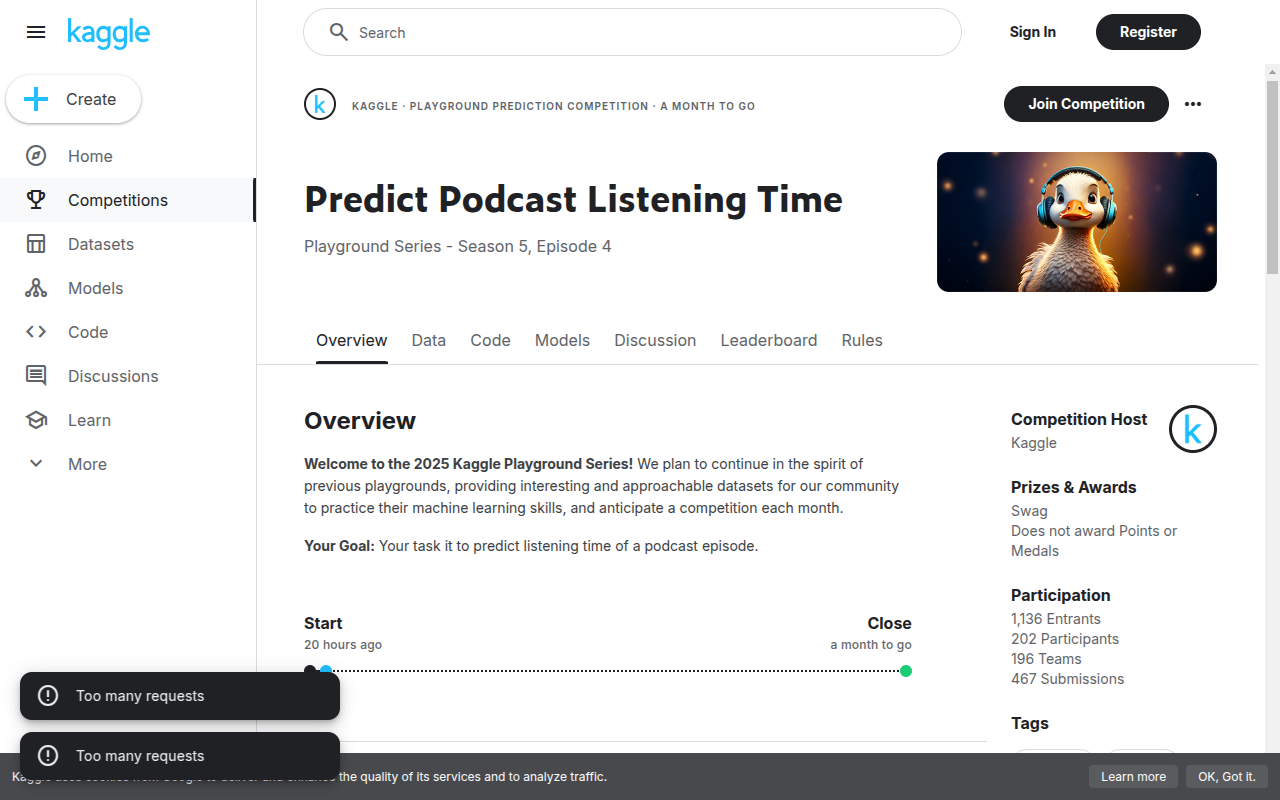 kaggle
Search
Sign In
Register
Create
Home
Competitions
Datasets
Models
Code
Discussions
Learn
More
k
KAGGLE · PLAYGROUND PREDICTION COMPETITION · A MONTH TO GO
Join Competition
Predict Podcast Listening Time
Playground Series - Season 5, Episode 4
Overview
Data
Code
Models
Discussion
Leaderboard
Rules
Overview
Welcome to the 2025 Kaggle Playground Series! We plan to continue in the spirit of
previous playgrounds, providing interesting and approachable datasets for our community
to practice their machine learning skills, and anticipate a competition each month.
Your Goal: Your task it to predict listening time of a podcast episode.
Start
20 hours ago
Close
a month to go
Competition Host
Kaggle
k
Prizes & Awards
Swag
Does not award Points or
Medals
Participation
1,136 Entrants
202 Participants
196 Teams
467 Submissions
Tags
Too many requests
Too many requests
the quality of its services and to analyze traffic.
Learn more
OK, Got it.